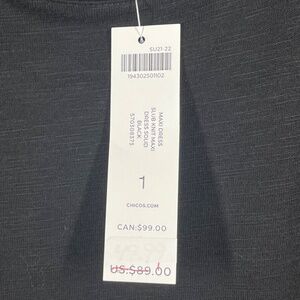 SU21-22
194302501102
MAXI DRESS
SLUB KNIT MAXI
DRESS SOLID
BLACK
570308375
1
CHICOS.COM
CAN:$99.00
US:$89.00